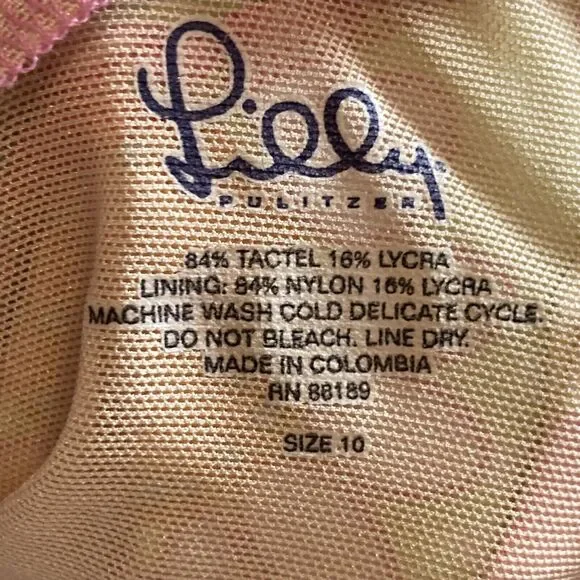 Lilly
PULITZER
84% TACTEL 16% LYCRA
LINING: 84% NYLON 16% LYCRA
MACHINE WASH COLD DELICATE CYCLE.
DO NOT BLEACH. LINE DRY.
MADE IN COLOMBIA
RN 88189
SIZE 10